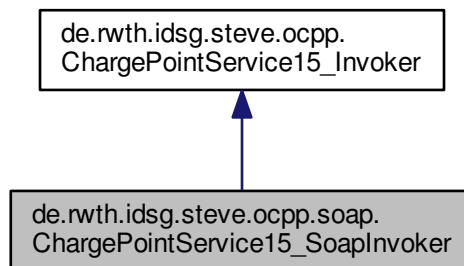 de.rwth.idsg.steve.ocpp.
ChargePointService15_Invoker
de.rwth.idsg.steve.ocpp.soap.
ChargePointService15_SoapInvoker